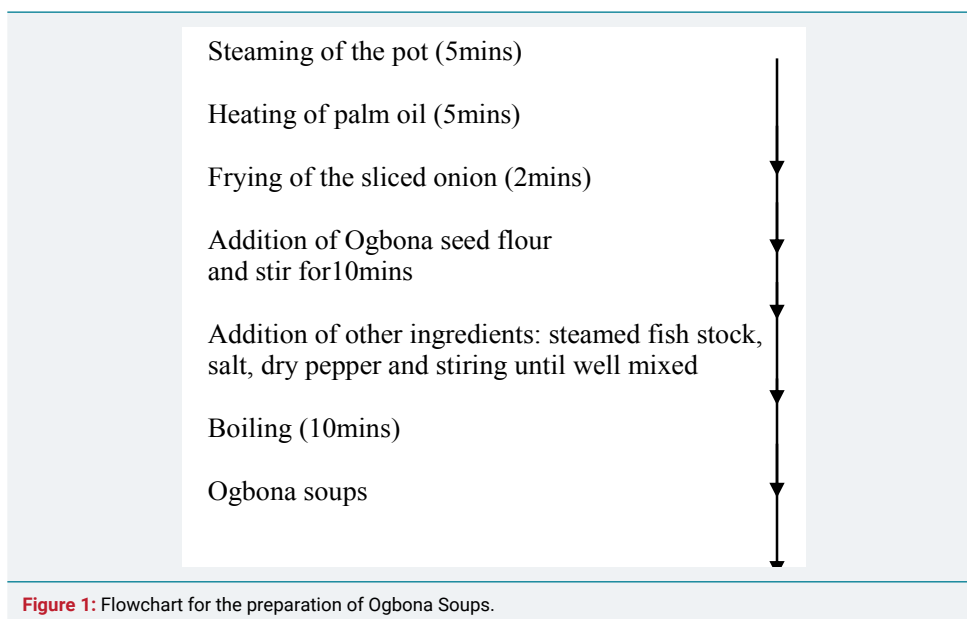 Steaming of the pot (5mins)
Heating of palm oil (5mins)
Frying of the sliced onion (2mins)
Addition of Ogbona seed flour
and stir for10mins
Addition of other ingredients: steamed fish stock,
salt, dry pepper and stiring until well mixed
Boiling (10mins)
Ogbona soups
Figure 1: Flowchart for the preparation of Ogbona Soups.